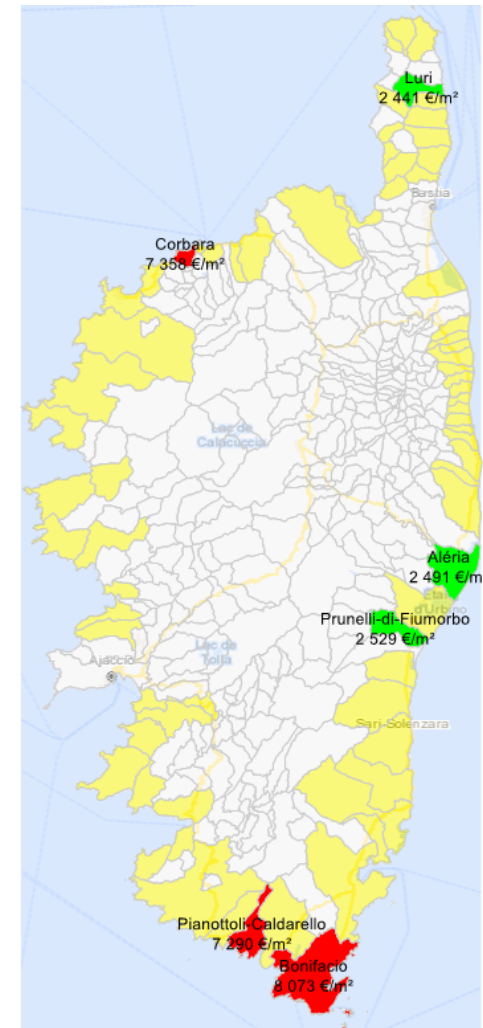 Luri
2 441 €/m²
Bastia
Corbara
7 358 €/m²
Lac de
Calacuccia
Aléria
2 491 €/m
Etang
d'Urbino
Prunelli-di-Fiumorbo
2 529 €/m²
Lac de
Tolla
Ajaccio
Sari-Solenzara
Pianottoli-Caldarello
7 290 €/m²
Bonifacio
8 073 €/m²